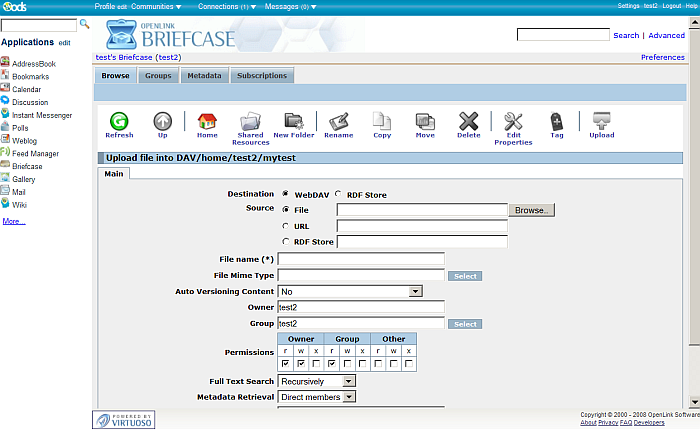 ods Profile edit Communities Connections (1) Messages (0) Settings test2 Logout Help
Applications edit
AddressBook
Bookmarks
Calendar
Discussion
Instant Messenger
Polls
Weblog
Feed Manager
Briefcase
Gallery
Mail
Wiki
More...
OPENLINK
BRIEFCASE
Search | Advanced
test's Briefcase (test2) Preferences
Browse Groups Metadata Subscriptions
Refresh Up Home Shared Resources New Folder Rename Copy Move Delete Edit Properties Tag Upload
Upload file into DAV/home/test2/mytest
Main
Destination WebDAV RDF Store
Source File Browse..
URL
RDF Store
File name (*)
File Mime Type Select
Auto Versioning Content No
Owner test2
Group test2 Select
Owner Group Other
r w x r w x r w x
Permissions
Full Text Search Recursively
Metadata Retrieval Direct members
POWERED BY
VIRTUOSO
Copyright © 2000 - 2008 OpenLink Software
About Privacy FAQ Developers